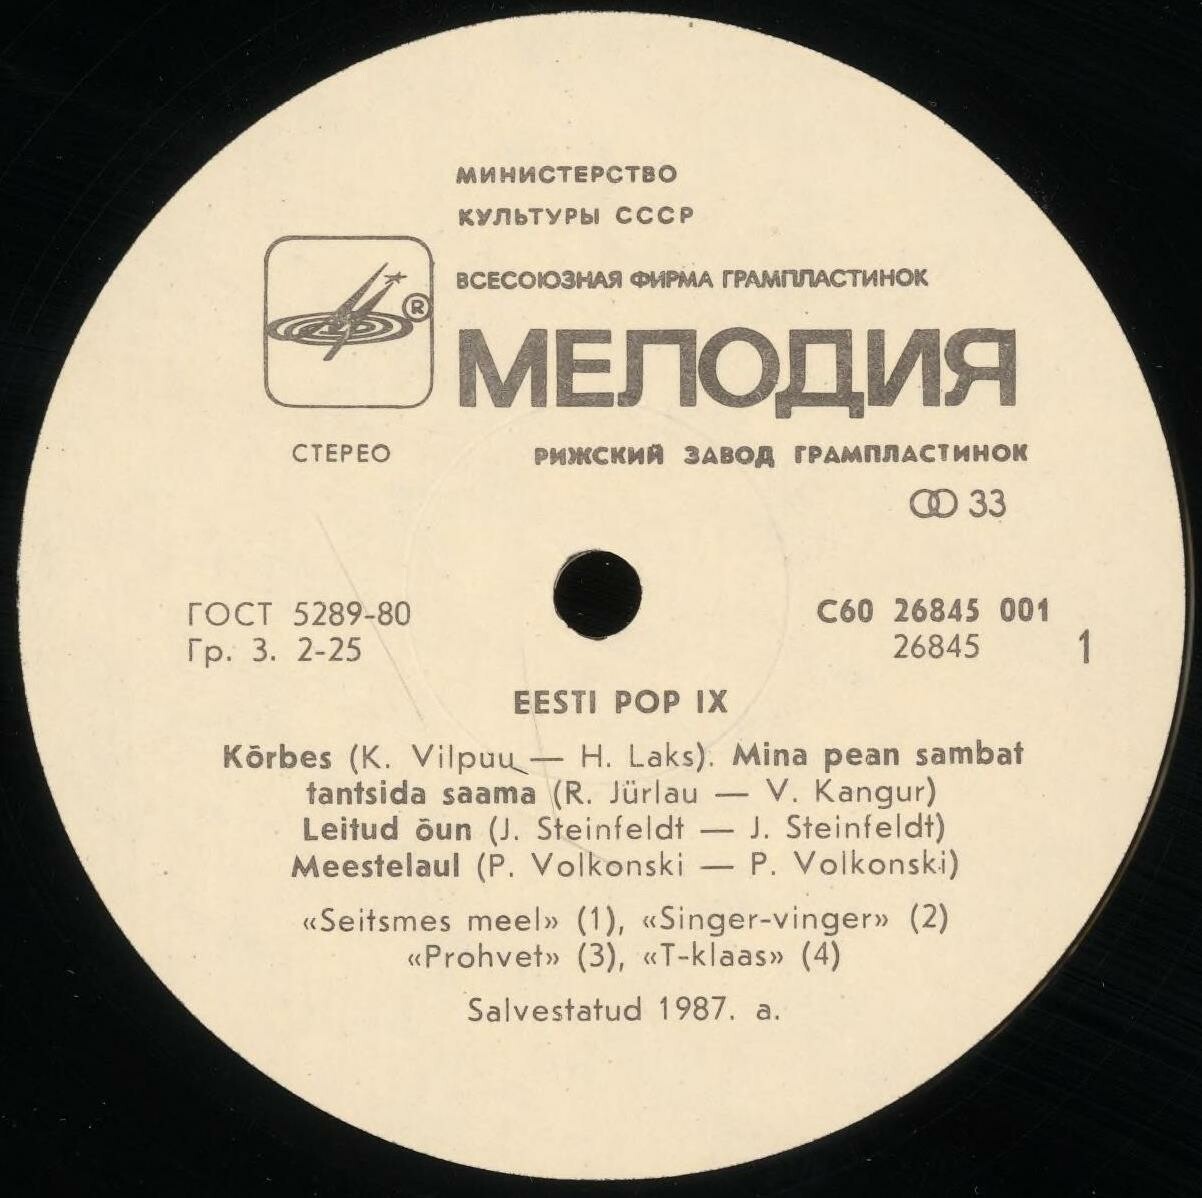 МИНИСТЕРСТВО
КУЛЬТУРЫ СССР
ВСЕСОЮЗНАЯ ФИРМА ГРАМПЛАСТИНОК
®
МЕЛОДИЯ
СТЕРЕО
РИЖСКИЙ ЗАВОД ГРАМПЛАСТИНОК
33
ГОСТ 5289-80
С60 26845 001
Гр. 3. 2-25
26845 1
EESTI POP IX
Kõrbes (K. Vilpuu — H. Laks). Mina pean sambat
tantsida saama (R. Jürlau — V. Kangur)
Leitud õun (J. Steinfeldt — J. Steinfeldt)
Meestelaul (P. Volkonski — P. Volkonski)
«Seitsmes meel» (1), «Singer-vinger» (2)
«Prohvet» (3), «T-klaas» (4)
Salvestatud 1987. a.